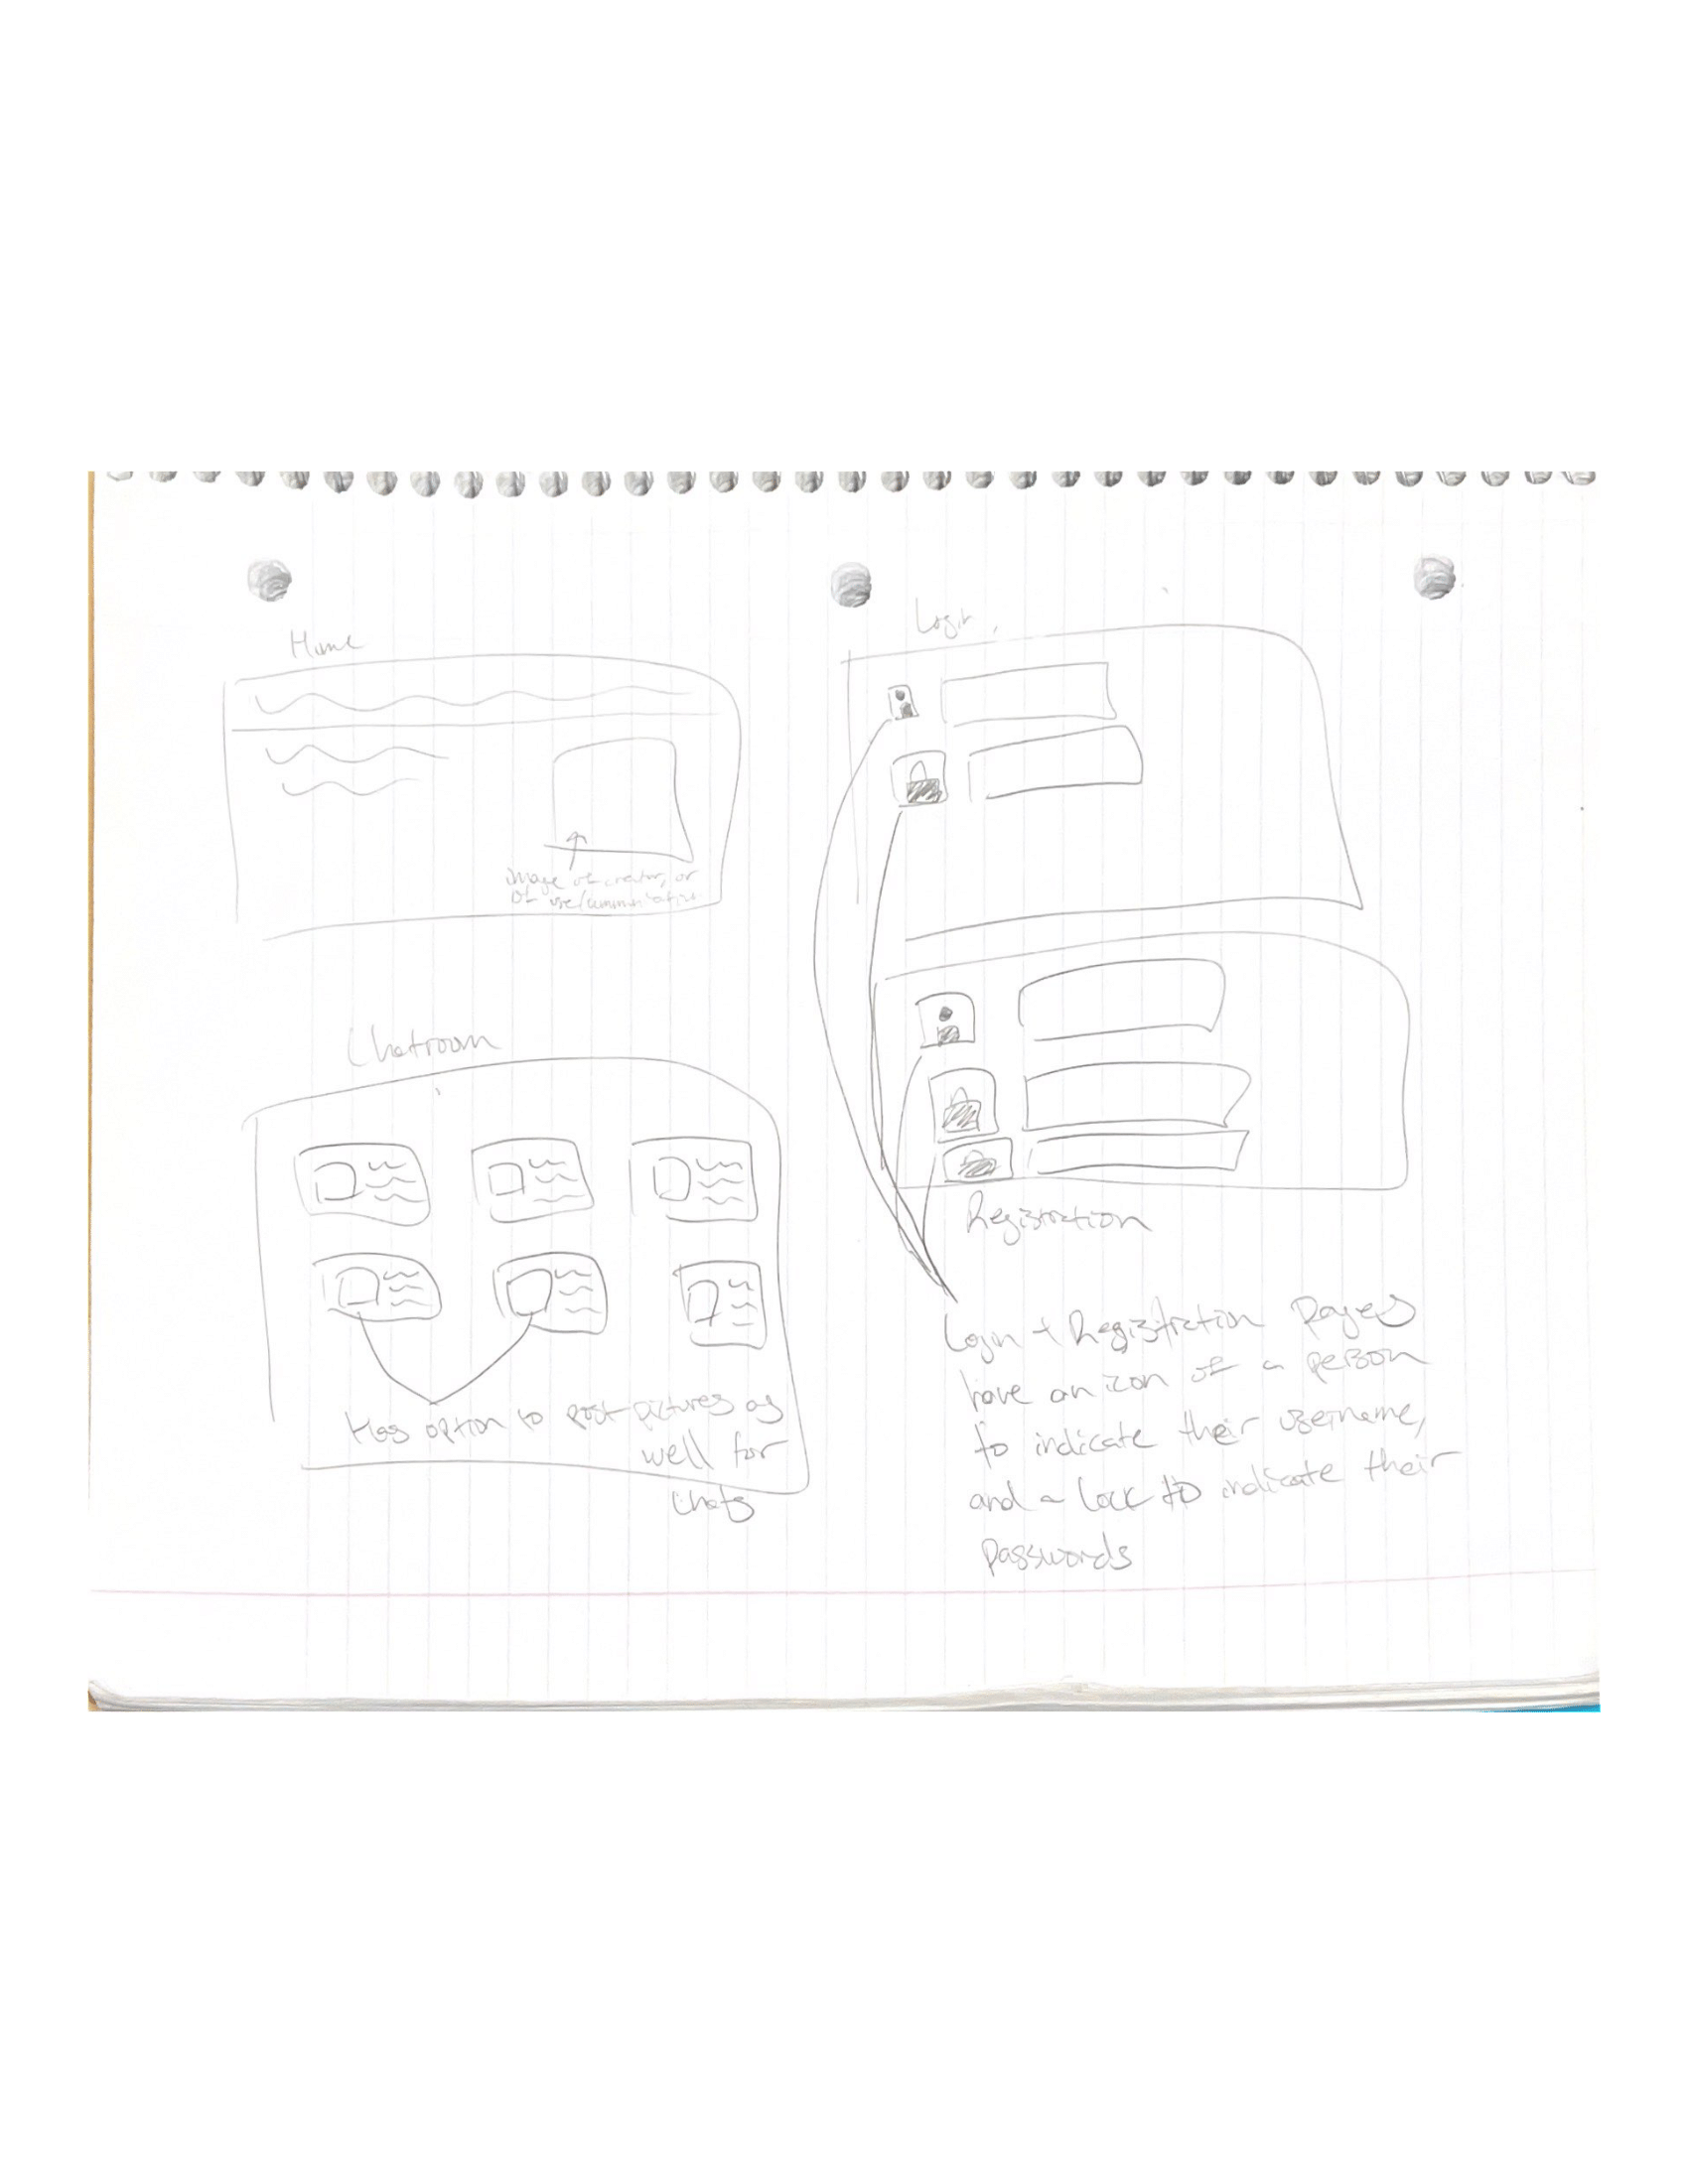 Home
image of creator, or
of use/communication
Login
Chatroom
Has option to post pictures as
well for
chats
Registration
Login + Registration pages
have an icon of a person
to indicate their username,
and a lock to indicate their
passwords